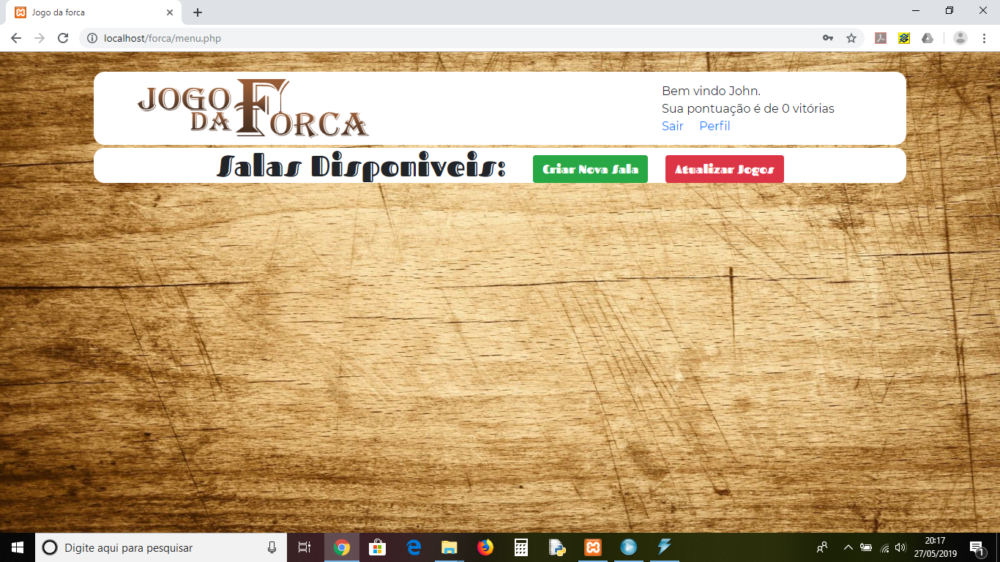 Jogo da forca
localhost/forca/menu.php
JOGO DA FORCA
Bem vindo John.
Sua pontuação é de 0 vitórias
Sair Perfil
Salas Disponiveis: Criar Nova Sala Atualizar Jogos
Digite aqui para pesquisar
20:17
27/05/2019
1